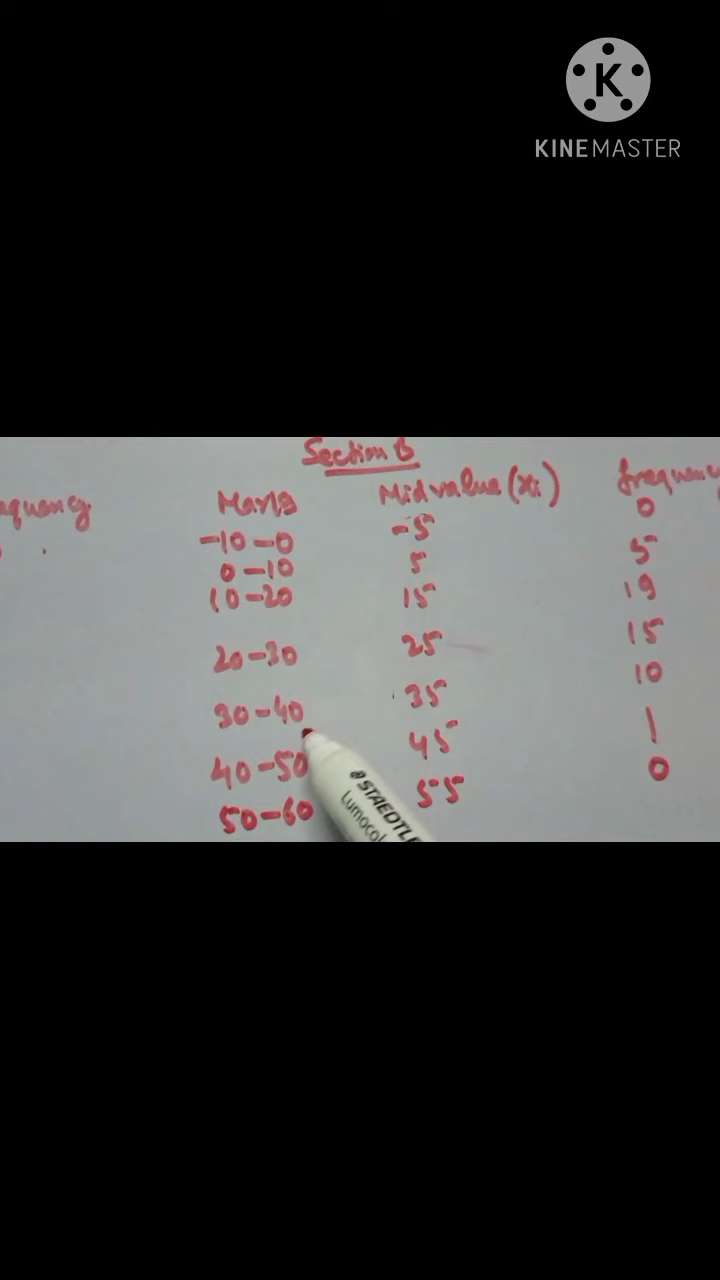 KINEMASTER
Section B
Marks Midvalue (xi)
-10-0 -5 0
0-10 5 5
10-20 15 19
20-30 25 15
30-40 35 10
40-50 45 1
50-60 55 0
STAEDTLE
Lumocol